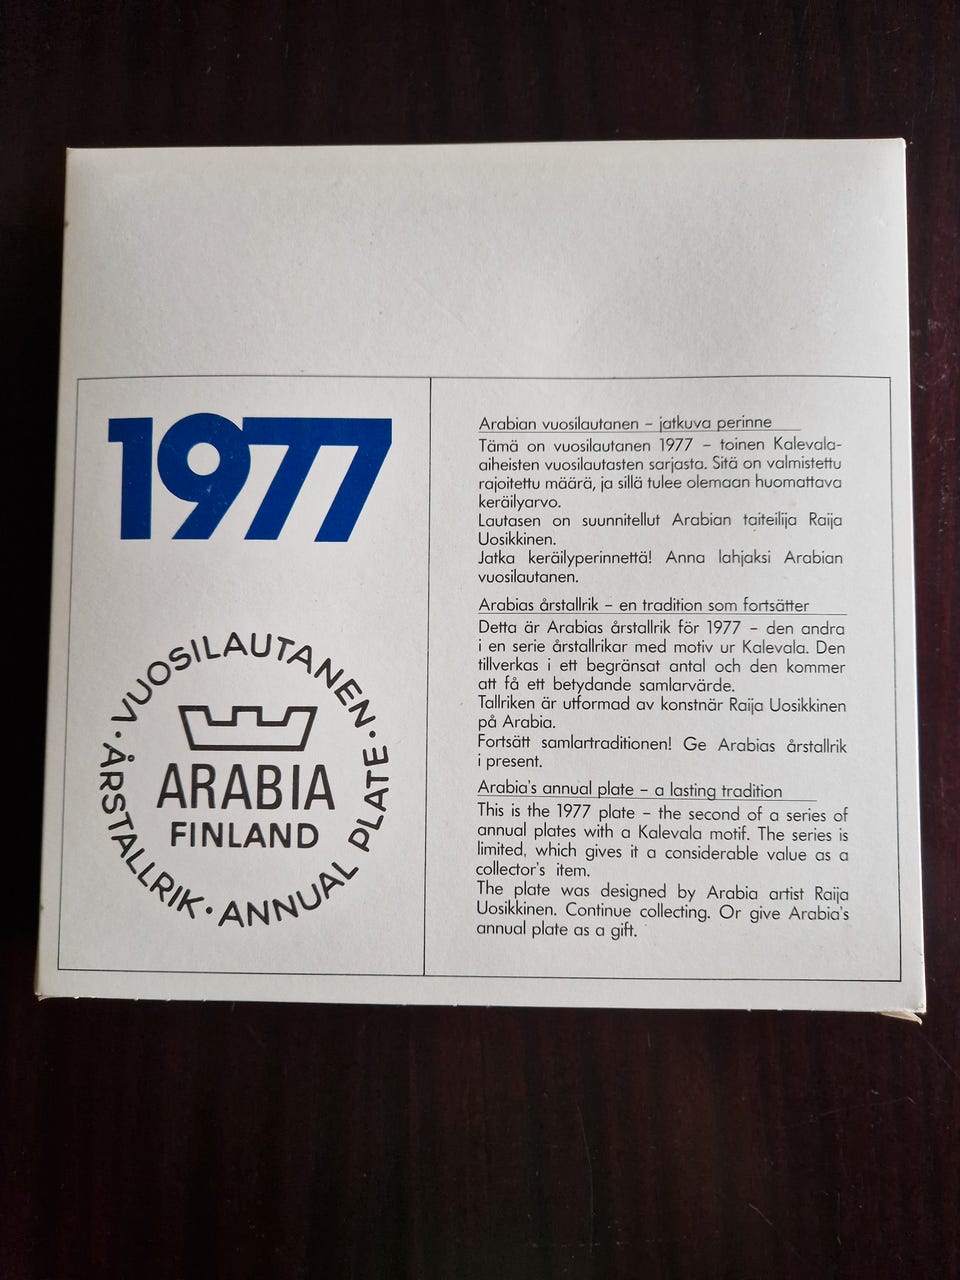 1977
VUOSILAUTANEN · ANNUAL PLATE · ÅRSTALLRIK ·
ARABIA
FINLAND
Arabian vuosilautanen – jatkuva perinne
Tämä on vuosilautanen 1977 – toinen Kalevala-
aiheisten vuosilautasten sarjasta. Sitä on valmistettu
rajoitettu määrä, ja sillä tulee olemaan huomattava
keräilyarvo.
Lautasen on suunnitellut Arabian taiteilija Raija
Uosikkinen.
Jatka keräilyperinnettä! Anna lahjaksi Arabian
vuosilautanen.
Arabias årstallrik – en tradition som fortsätter
Detta är Arabias årstallrik för 1977 – den andra
i en serie årstallrikar med motiv ur Kalevala. Den
tillverkas i ett begränsat antal och den kommer
att få ett betydande samlarvärde.
Tallriken är utformad av konstnär Raija Uosikkinen
på Arabia.
Fortsätt samlartraditionen! Ge Arabias årstallrik
i present.
Arabia's annual plate – a lasting tradition
This is the 1977 plate – the second of a series of
annual plates with a Kalevala motif. The series is
limited, which gives it a considerable value as a
collector's item.
The plate was designed by Arabia artist Raija
Uosikkinen. Continue collecting. Or give Arabia's
annual plate as a gift.